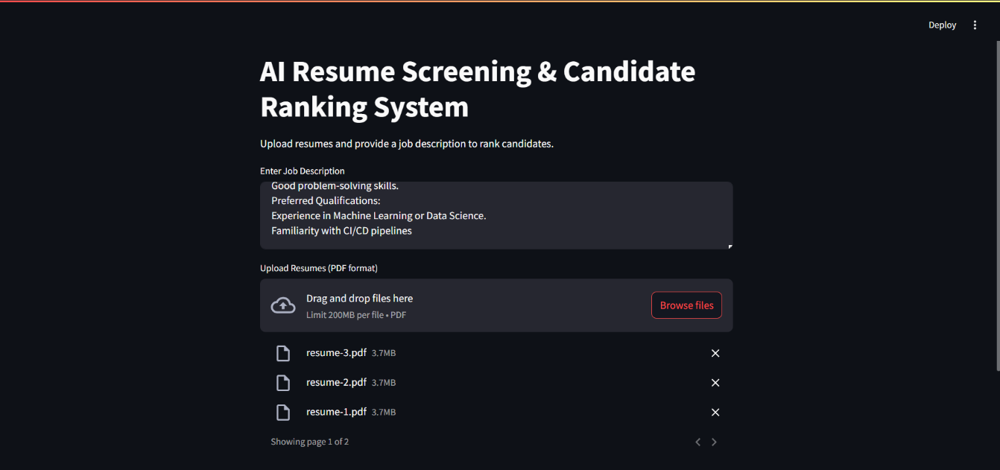 Deploy
AI Resume Screening & Candidate
Ranking System
Upload resumes and provide a job description to rank candidates.
Enter Job Description
Good problem-solving skills.
Preferred Qualifications:
Experience in Machine Learning or Data Science.
Familiarity with CI/CD pipelines
Upload Resumes (PDF format)
Drag and drop files here
Limit 200MB per file • PDF
Browse files
resume-3.pdf 3.7MB
resume-2.pdf 3.7MB
resume-1.pdf 3.7MB
Showing page 1 of 2